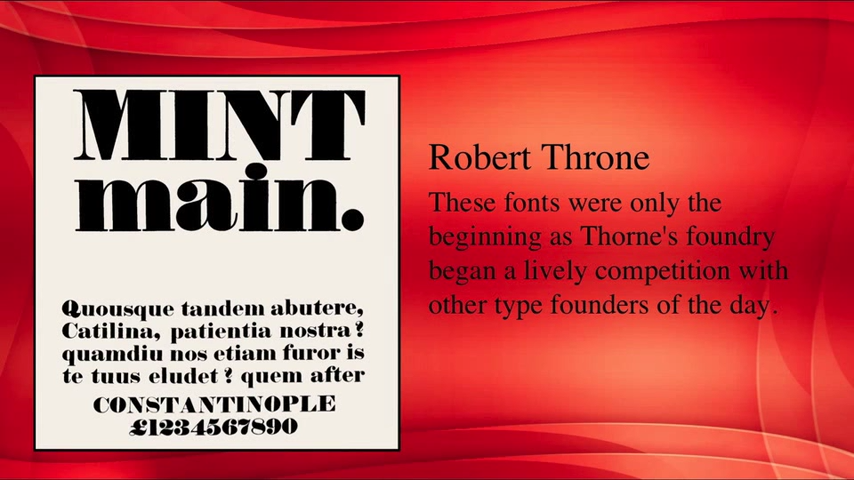 MINT
main.
Quousque tandem abutere,
Catilina, patientia nostra?
quamdiu nos etiam furor is
te tuus eludet? quem after
CONSTANTINOPLE
£1234567890
Robert Throne
These fonts were only the
beginning as Thorne's foundry
began a lively competition with
other type founders of the day.